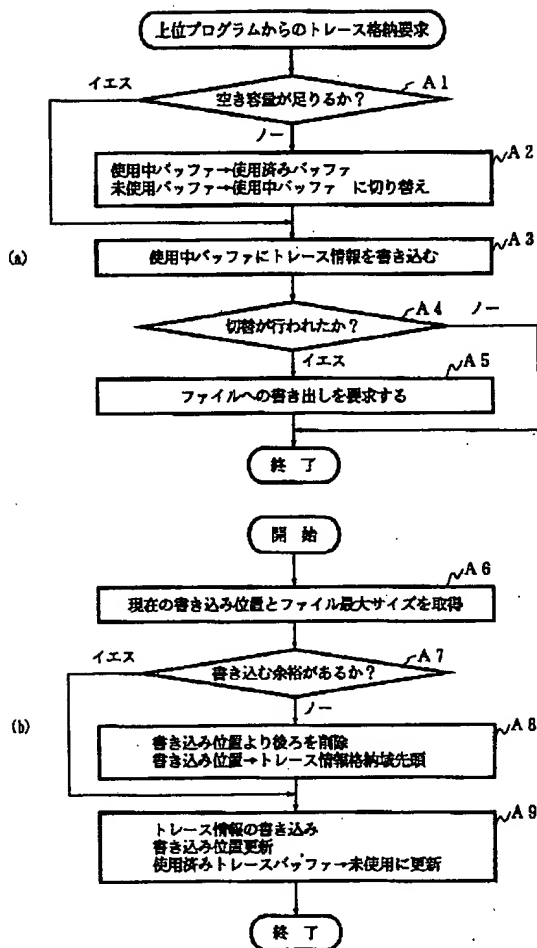 上位プログラムからのトレース格納要求
イエス
A1
空き容量が足りるか?
ノー
A2
使用中バッファ→使用済みバッファ
未使用バッファ→使用中バッファ に切り替え
A3
(a)
使用中バッファにトレース情報を書き込む
A4
ノー
切替が行われたか?
イエス
A5
ファイルへの書き出しを要求する
終 了
開 始
A6
現在の書き込み位置とファイル最大サイズを取得
イエス
A7
書き込む余裕があるか?
(b)
ノー
A8
書き込み位置より後ろを削除
書き込み位置→トレース情報格納域先頭
A9
トレース情報の書き込み
書き込み位置更新
使用済みトレースバッファ→未使用に更新
終 了